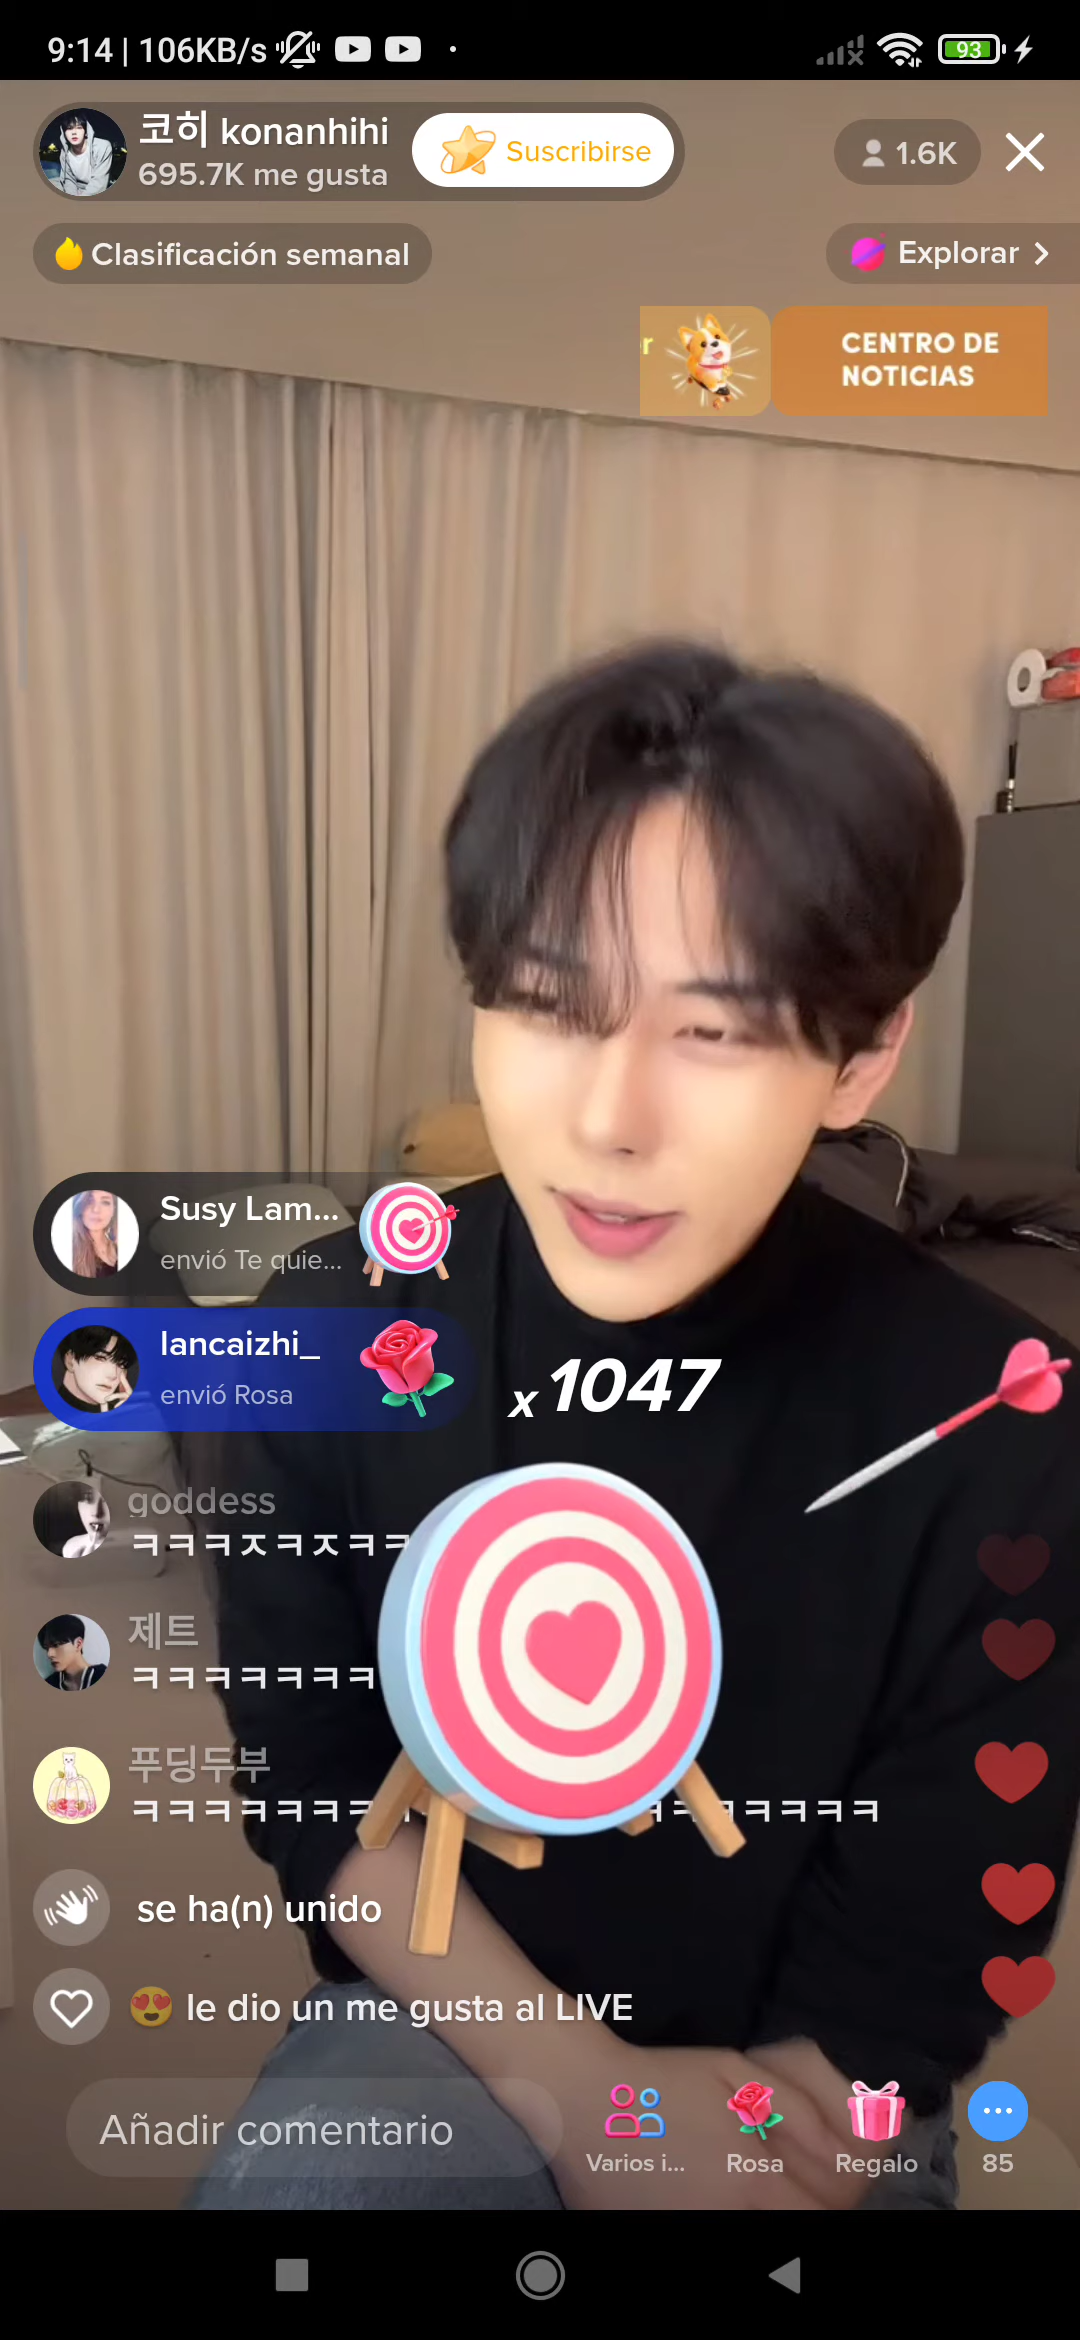 9:14 | 106KB/s
93
코히 konanhihi
695.7K me gusta
Suscribirse
1.6K
Clasificación semanal
Explorar
CENTRO DE
NOTICIAS
Susy Lam...
envió Te quie...
lancaizhi_
envió Rosa
x 1047
goddess
ㅋㅋㅋㅈㅋㅈㅋㅋ
제트
ㅋㅋㅋㅋㅋㅋㅋ
푸딩두부
ㅋㅋㅋㅋㅋㅋㅋ
se ha(n) unido
😍 le dio un me gusta al LIVE
Añadir comentario
Varios i...
Rosa
Regalo
85